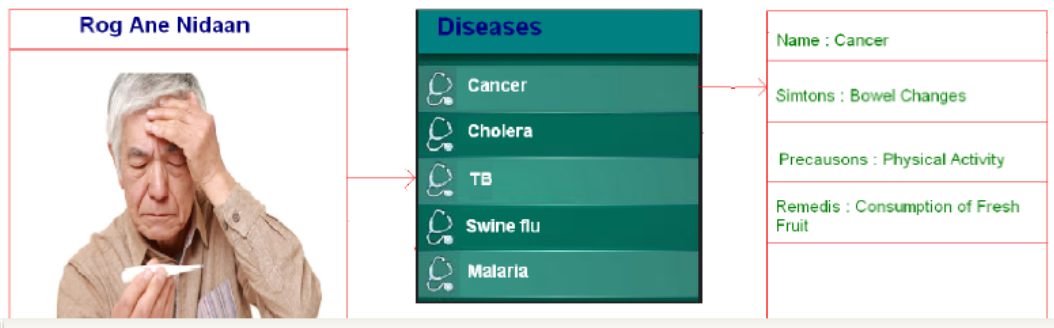 Rog Ane Nidaan
Diseases
Cancer
Cholera
TB
Swine flu
Malaria
Name : Cancer
Simtons : Bowel Changes
Precausons : Physical Activity
Remedis : Consumption of Fresh
Fruit